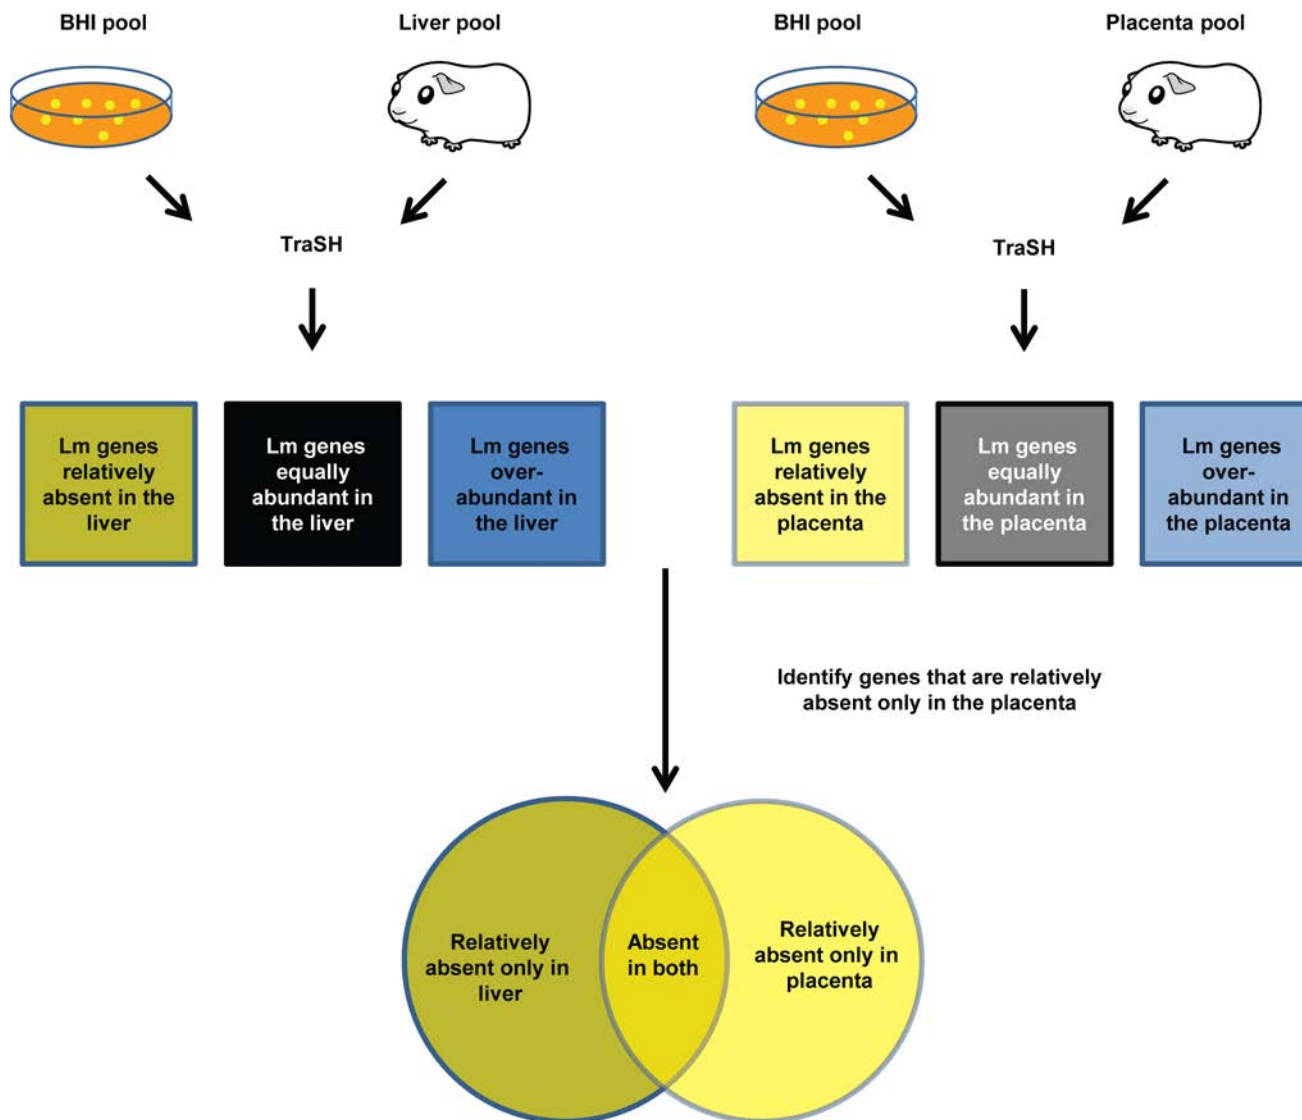 BHI pool
Liver pool
BHI pool
Placenta pool
TraSH
TraSH
Lm genes
relatively
absent in the
liver
Lm genes
equally
abundant in
the liver
Lm genes
over-
abundant in
the liver
Lm genes
relatively
absent in the
placenta
Lm genes
equally
abundant in
the placenta
Lm genes
over-
abundant in
the placenta
Identify genes that are relatively
absent only in the placenta
Relatively
absent only in
liver
Absent
in both
Relatively
absent only in
placenta